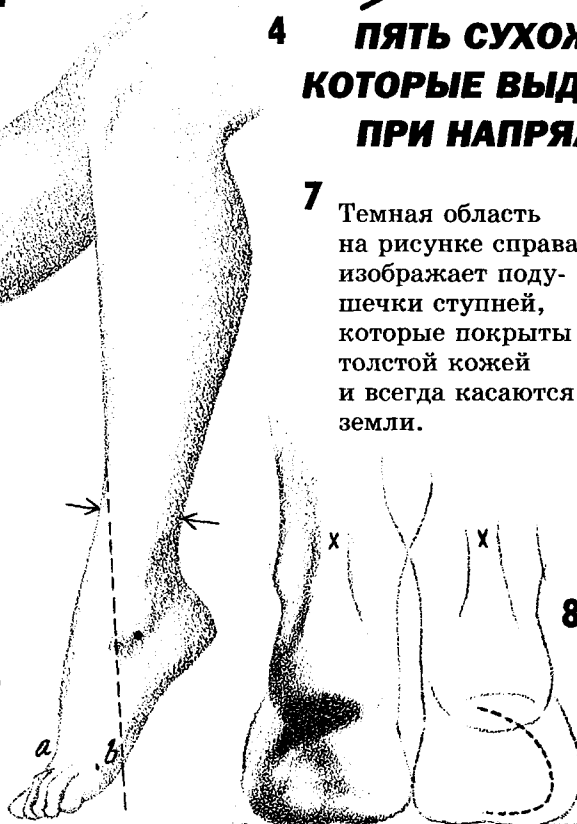 4
ПЯТЬ СУХОЖ
КОТОРЫЕ ВЫД
ПРИ НАПРЯ
7
Темная область
на рисунке справа
изображает поду-
шечки ступней,
которые покрыты
толстой кожей
и всегда касаются
земли.
x x
8
a b